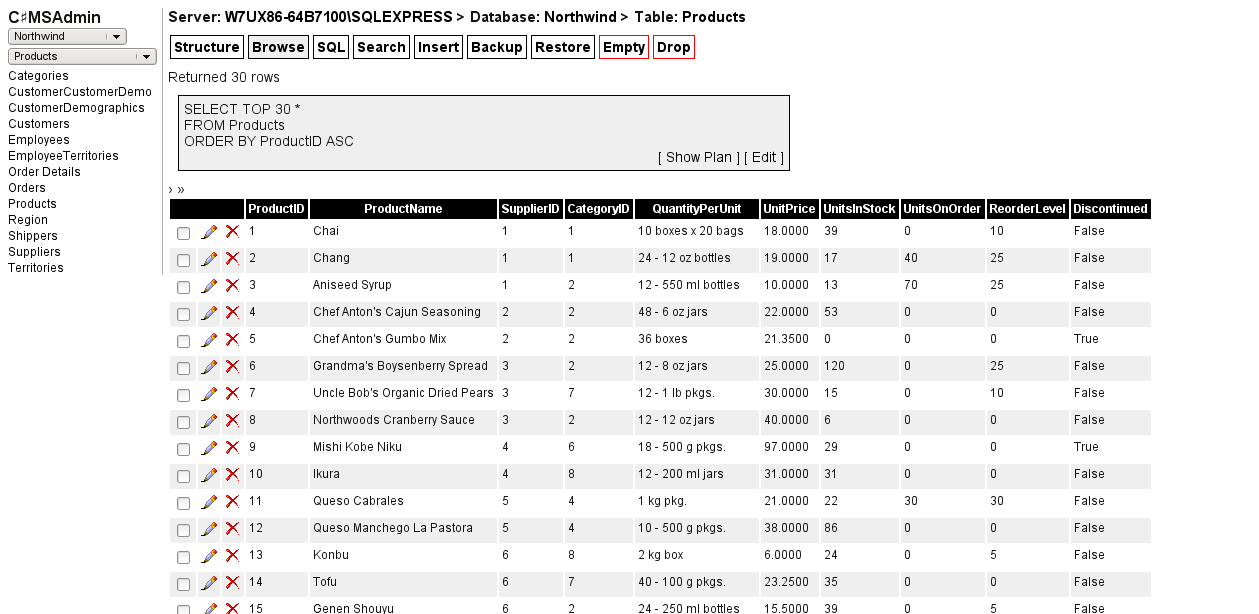 C♯MSAdmin
Northwind
Products
Categories
CustomerCustomerDemo
CustomerDemographics
Customers
Employees
EmployeeTerritories
Order Details
Orders
Products
Region
Shippers
Suppliers
Territories
Server: W7UX86-64B7100\SQLEXPRESS > Database: Northwind > Table: Products
Structure Browse SQL Search Insert Backup Restore Empty Drop
Returned 30 rows
SELECT TOP 30 *
FROM Products
ORDER BY ProductID ASC
[ Show Plan ] [ Edit ]
› »
ProductID ProductName SupplierID CategoryID QuantityPerUnit UnitPrice UnitsInStock UnitsOnOrder ReorderLevel Discontinued
1 Chai 1 1 10 boxes x 20 bags 18.0000 39 0 10 False
2 Chang 1 1 24 - 12 oz bottles 19.0000 17 40 25 False
3 Aniseed Syrup 1 2 12 - 550 ml bottles 10.0000 13 70 25 False
4 Chef Anton's Cajun Seasoning 2 2 48 - 6 oz jars 22.0000 53 0 0 False
5 Chef Anton's Gumbo Mix 2 2 36 boxes 21.3500 0 0 0 True
6 Grandma's Boysenberry Spread 3 2 12 - 8 oz jars 25.0000 120 0 25 False
7 Uncle Bob's Organic Dried Pears 3 7 12 - 1 lb pkgs. 30.0000 15 0 10 False
8 Northwoods Cranberry Sauce 3 2 12 - 12 oz jars 40.0000 6 0 0 False
9 Mishi Kobe Niku 4 6 18 - 500 g pkgs. 97.0000 29 0 0 True
10 Ikura 4 8 12 - 200 ml jars 31.0000 31 0 0 False
11 Queso Cabrales 5 4 1 kg pkg. 21.0000 22 30 30 False
12 Queso Manchego La Pastora 5 4 10 - 500 g pkgs. 38.0000 86 0 0 False
13 Konbu 6 8 2 kg box 6.0000 24 0 5 False
14 Tofu 6 7 40 - 100 g pkgs. 23.2500 35 0 0 False
15 Genen Shouyu 6 2 24 - 250 ml bottles 15.5000 39 0 5 False